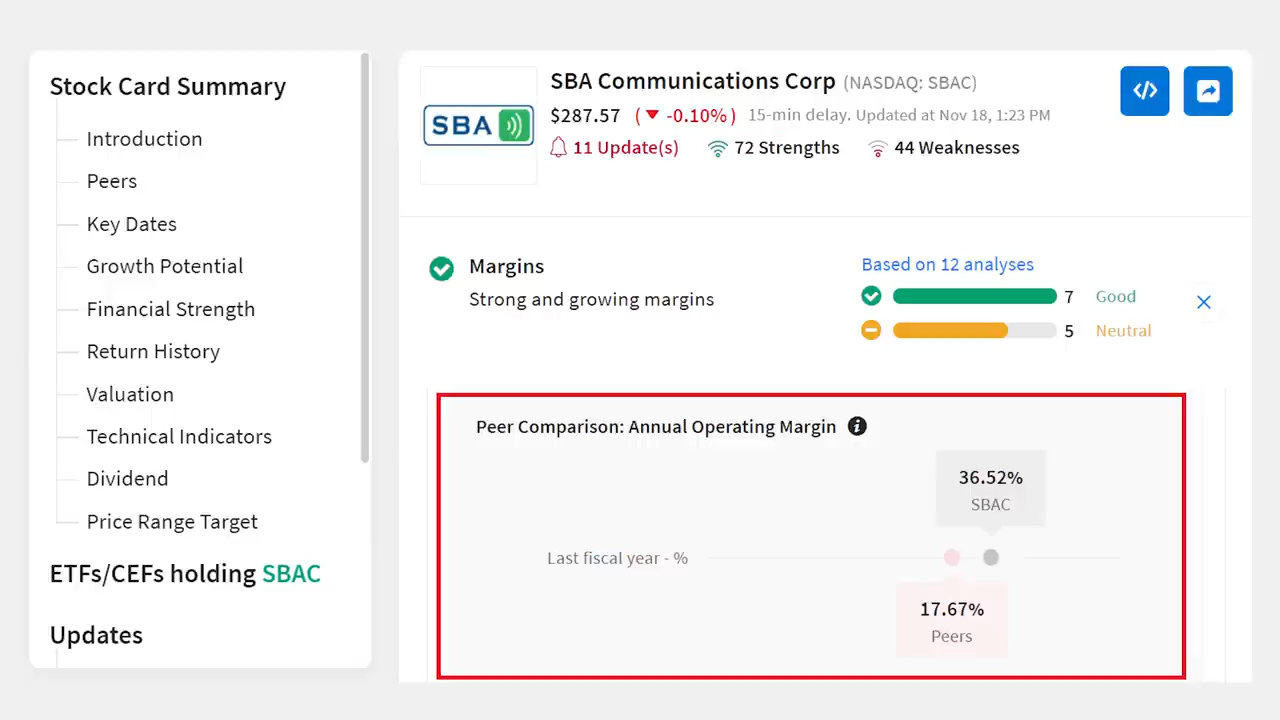 Stock Card Summary
Introduction
Peers
Key Dates
Growth Potential
Financial Strength
Return History
Valuation
Technical Indicators
Dividend
Price Range Target
ETFs/CEFs holding SBAC
Updates
SBA
SBA Communications Corp (NASDAQ: SBAC)
$287.57 ( ▼ -0.10% ) 15-min delay. Updated at Nov 18, 1:23 PM
11 Update(s) 72 Strengths 44 Weaknesses
Margins
Strong and growing margins
Based on 12 analyses
7 Good
5 Neutral
Peer Comparison: Annual Operating Margin
36.52%
SBAC
Last fiscal year - %
17.67%
Peers